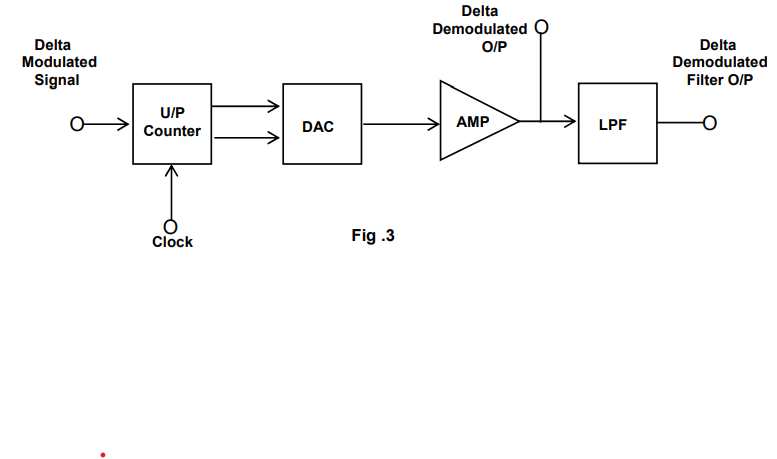 Delta
Demodulated
O/P
Delta
Modulated
Signal
Delta
Demodulated
Filter O/P
U/P
Counter
DAC
AMP
LPF
Clock
Fig .3